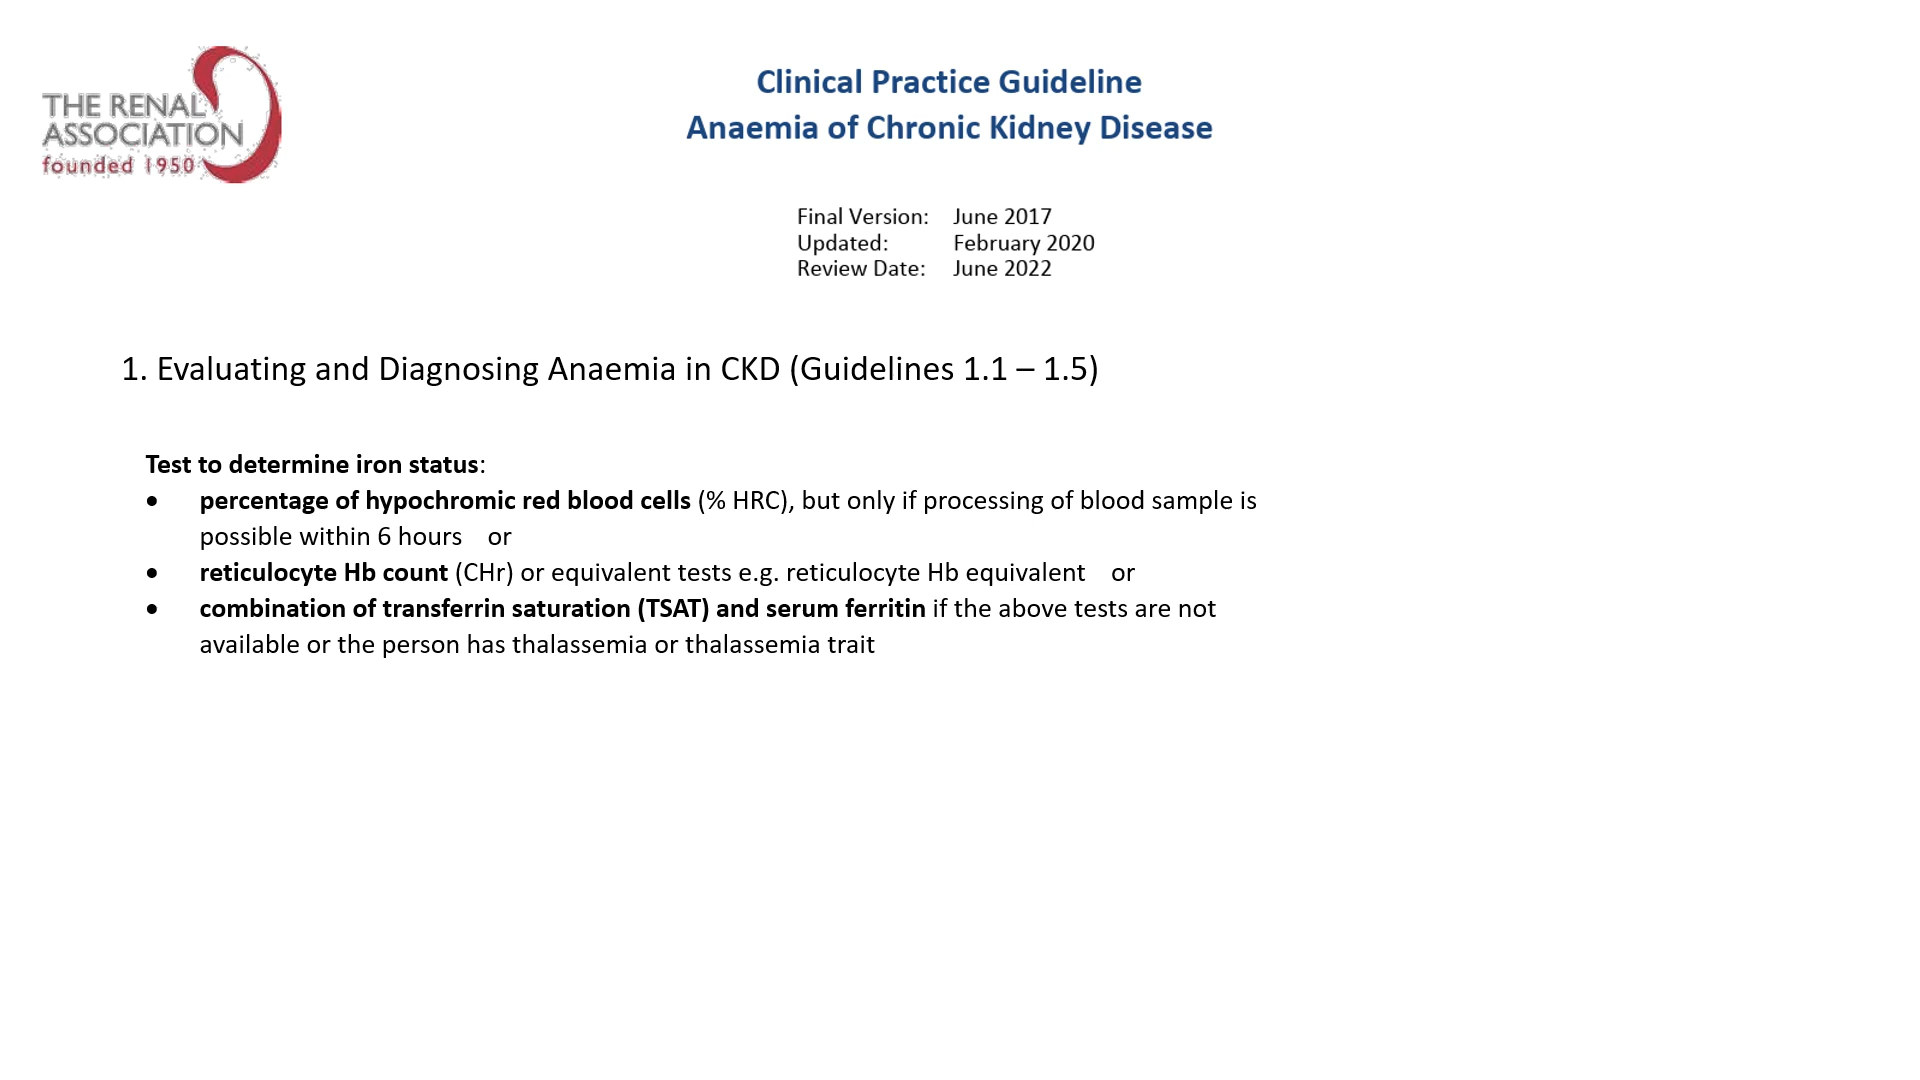 THE RENAL
ASSOCIATION
founded 1950
Clinical Practice Guideline
Anaemia of Chronic Kidney Disease
Final Version: June 2017
Updated: February 2020
Review Date: June 2022
1. Evaluating and Diagnosing Anaemia in CKD (Guidelines 1.1 – 1.5)
Test to determine iron status:
• percentage of hypochromic red blood cells (% HRC), but only if processing of blood sample is
possible within 6 hours or
• reticulocyte Hb count (CHr) or equivalent tests e.g. reticulocyte Hb equivalent or
• combination of transferrin saturation (TSAT) and serum ferritin if the above tests are not
available or the person has thalassemia or thalassemia trait